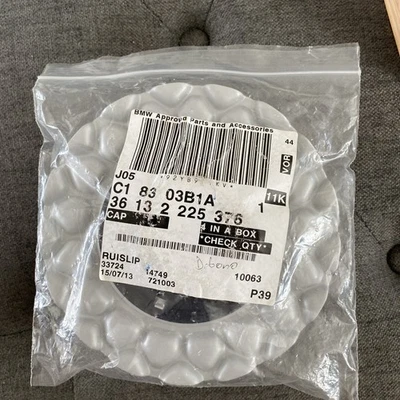 BMW Approved Parts and Accessories
44
VOR
J05
C1 83 03B1A 1
11K
36 13 2 225 376
CAP
4 IN A BOX
*CHECK QTY*
RUISLIP
33724 14749 10063
15/07/13 721003
P39